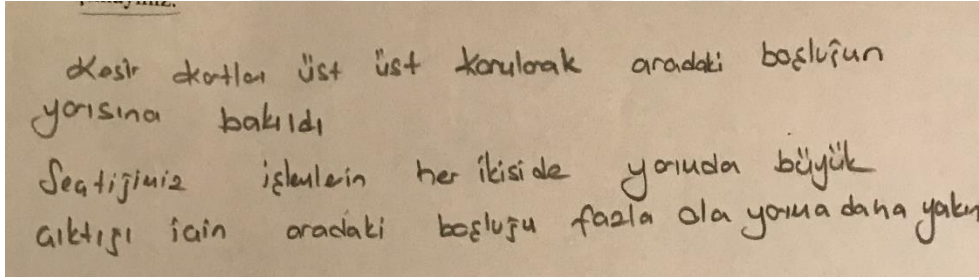 Kesir kartları üst üst konularak aradaki boşluğun
yarısına bakıldı
Seçtiğimiz işlemlerin her ikiside yarımda büyük
çıktığı için aradaki boşluğu fazla ola yarıma daha yakın